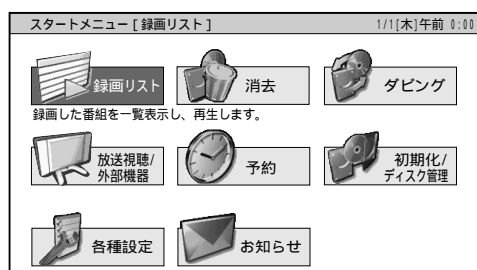 スタートメニュー [ 録画リスト ] 1/1[木]午前 0:00
録画リスト 消去 ダビング
録画した番組を一覧表示し、再生します。
放送視聴/
外部機器
予約
初期化/
ディスク管理
各種設定 お知らせ